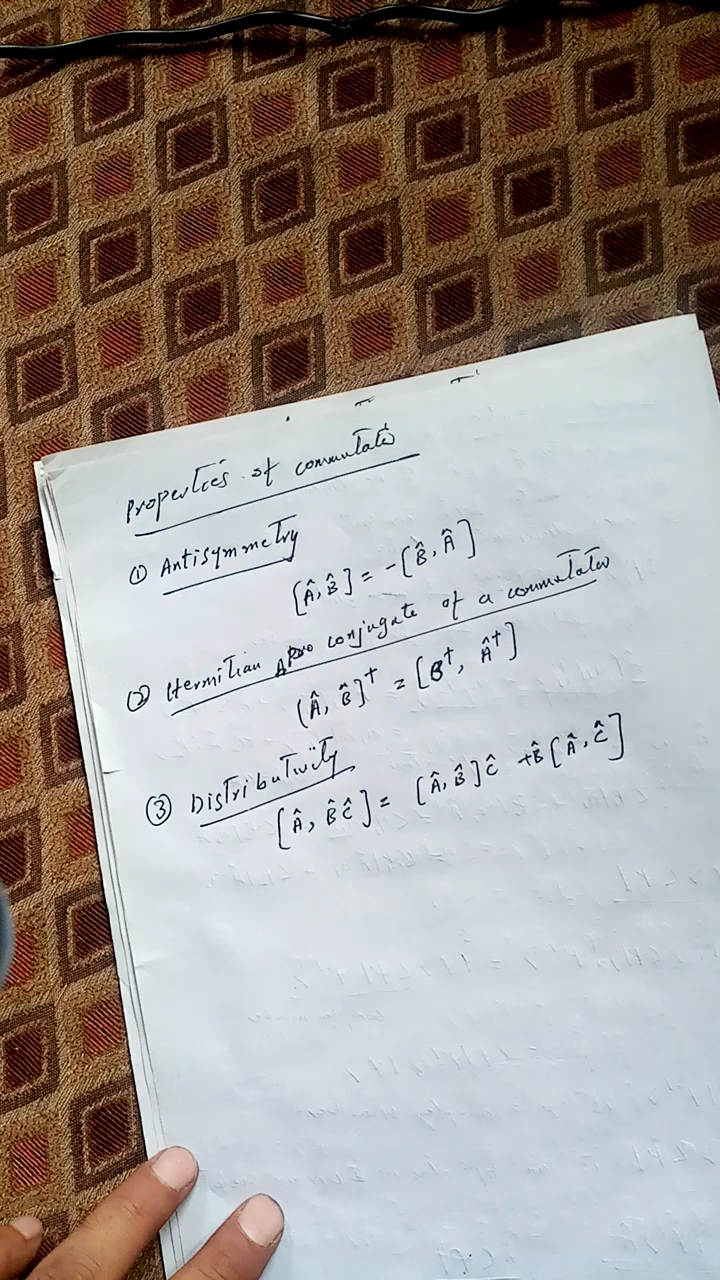 Properties of commutator
① Antisymmetry
[Â, B̂] = -[B̂, Â]
② Hermitian conjugate of a commutator
[Â, B̂]† = [B†, Â†]
③ Distributivity
[Â, B̂Ĉ] = [Â, B̂]Ĉ + B̂[Â, Ĉ]